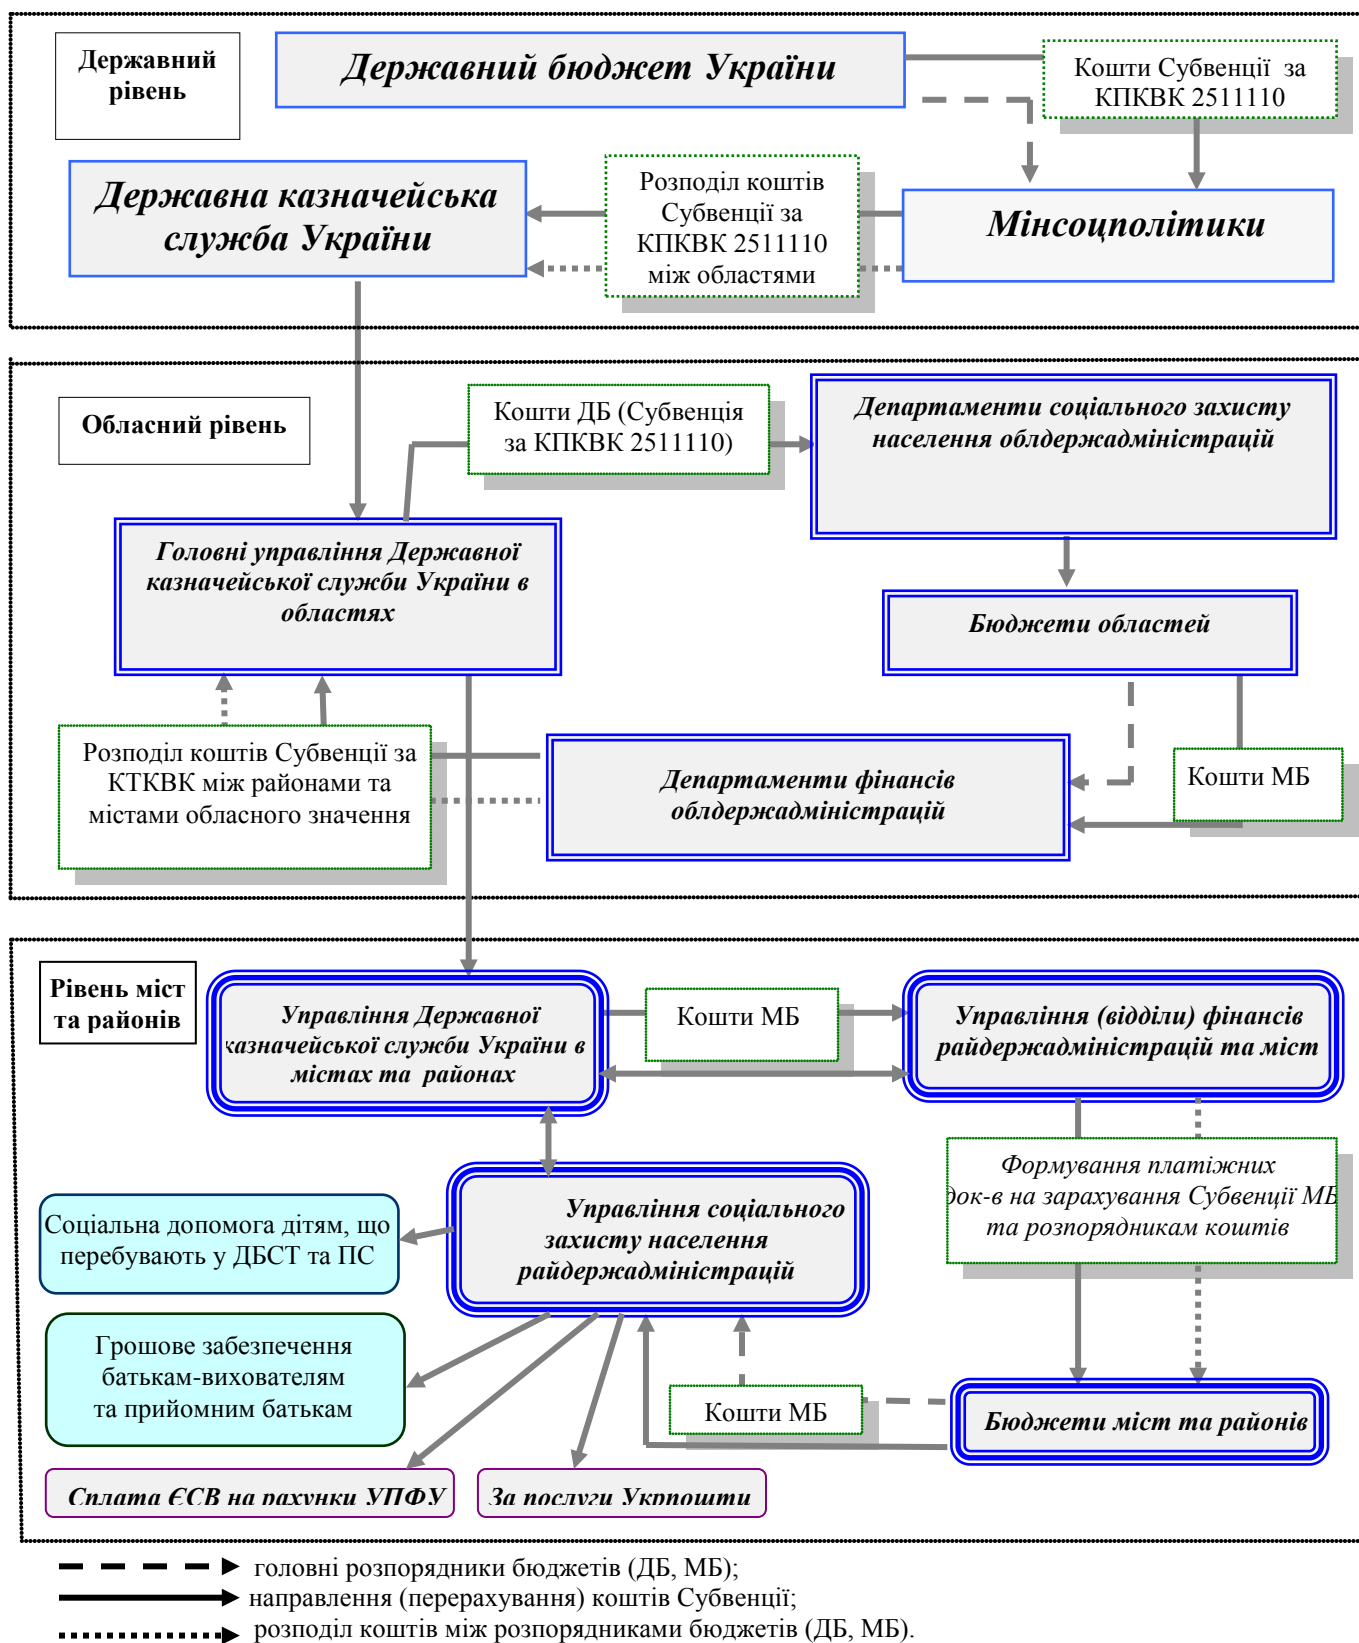 Державний
рівень
Державний бюджет України
Кошти Субвенції за
КПКВК 2511110
Державна казначейська
служба України
Розподіл коштів
Субвенції за
КПКВК 2511110
між областями
Мінсоцполітики
Обласний рівень
Кошти ДБ (Субвенція
за КПКВК 2511110)
Департаменти соціального захисту
населення облдержадміністрацій
Головні управління Державної
казначейської служби України в
областях
Бюджети областей
Розподіл коштів Субвенції за
КТКВК між районами та
містами обласного значення
Департаменти фінансів
облдержадміністрацій
Кошти МБ
Рівень міст
та районів
Управління Державної
казначейської служби України в
містах та районах
Кошти МБ
Управління (відділи) фінансів
райдержадміністрацій та міст
Формування платіжних
док-в на зарахування Субвенції МБ
та розпорядникам коштів
Соціальна допомога дітям, що
перебувають у ДБСТ та ПС
Управління соціального
захисту населення
райдержадміністрацій
Грошове забезпечення
батькам-вихователям
та прийомним батькам
Кошти МБ
Бюджети міст та районів
Сплата ЄСВ на рахунки УПФУ
За послуги Укрпошти
головні розпорядники бюджетів (ДБ, МБ);
направлення (перерахування) коштів Субвенції;
розподіл коштів між розпорядниками бюджетів (ДБ, МБ).